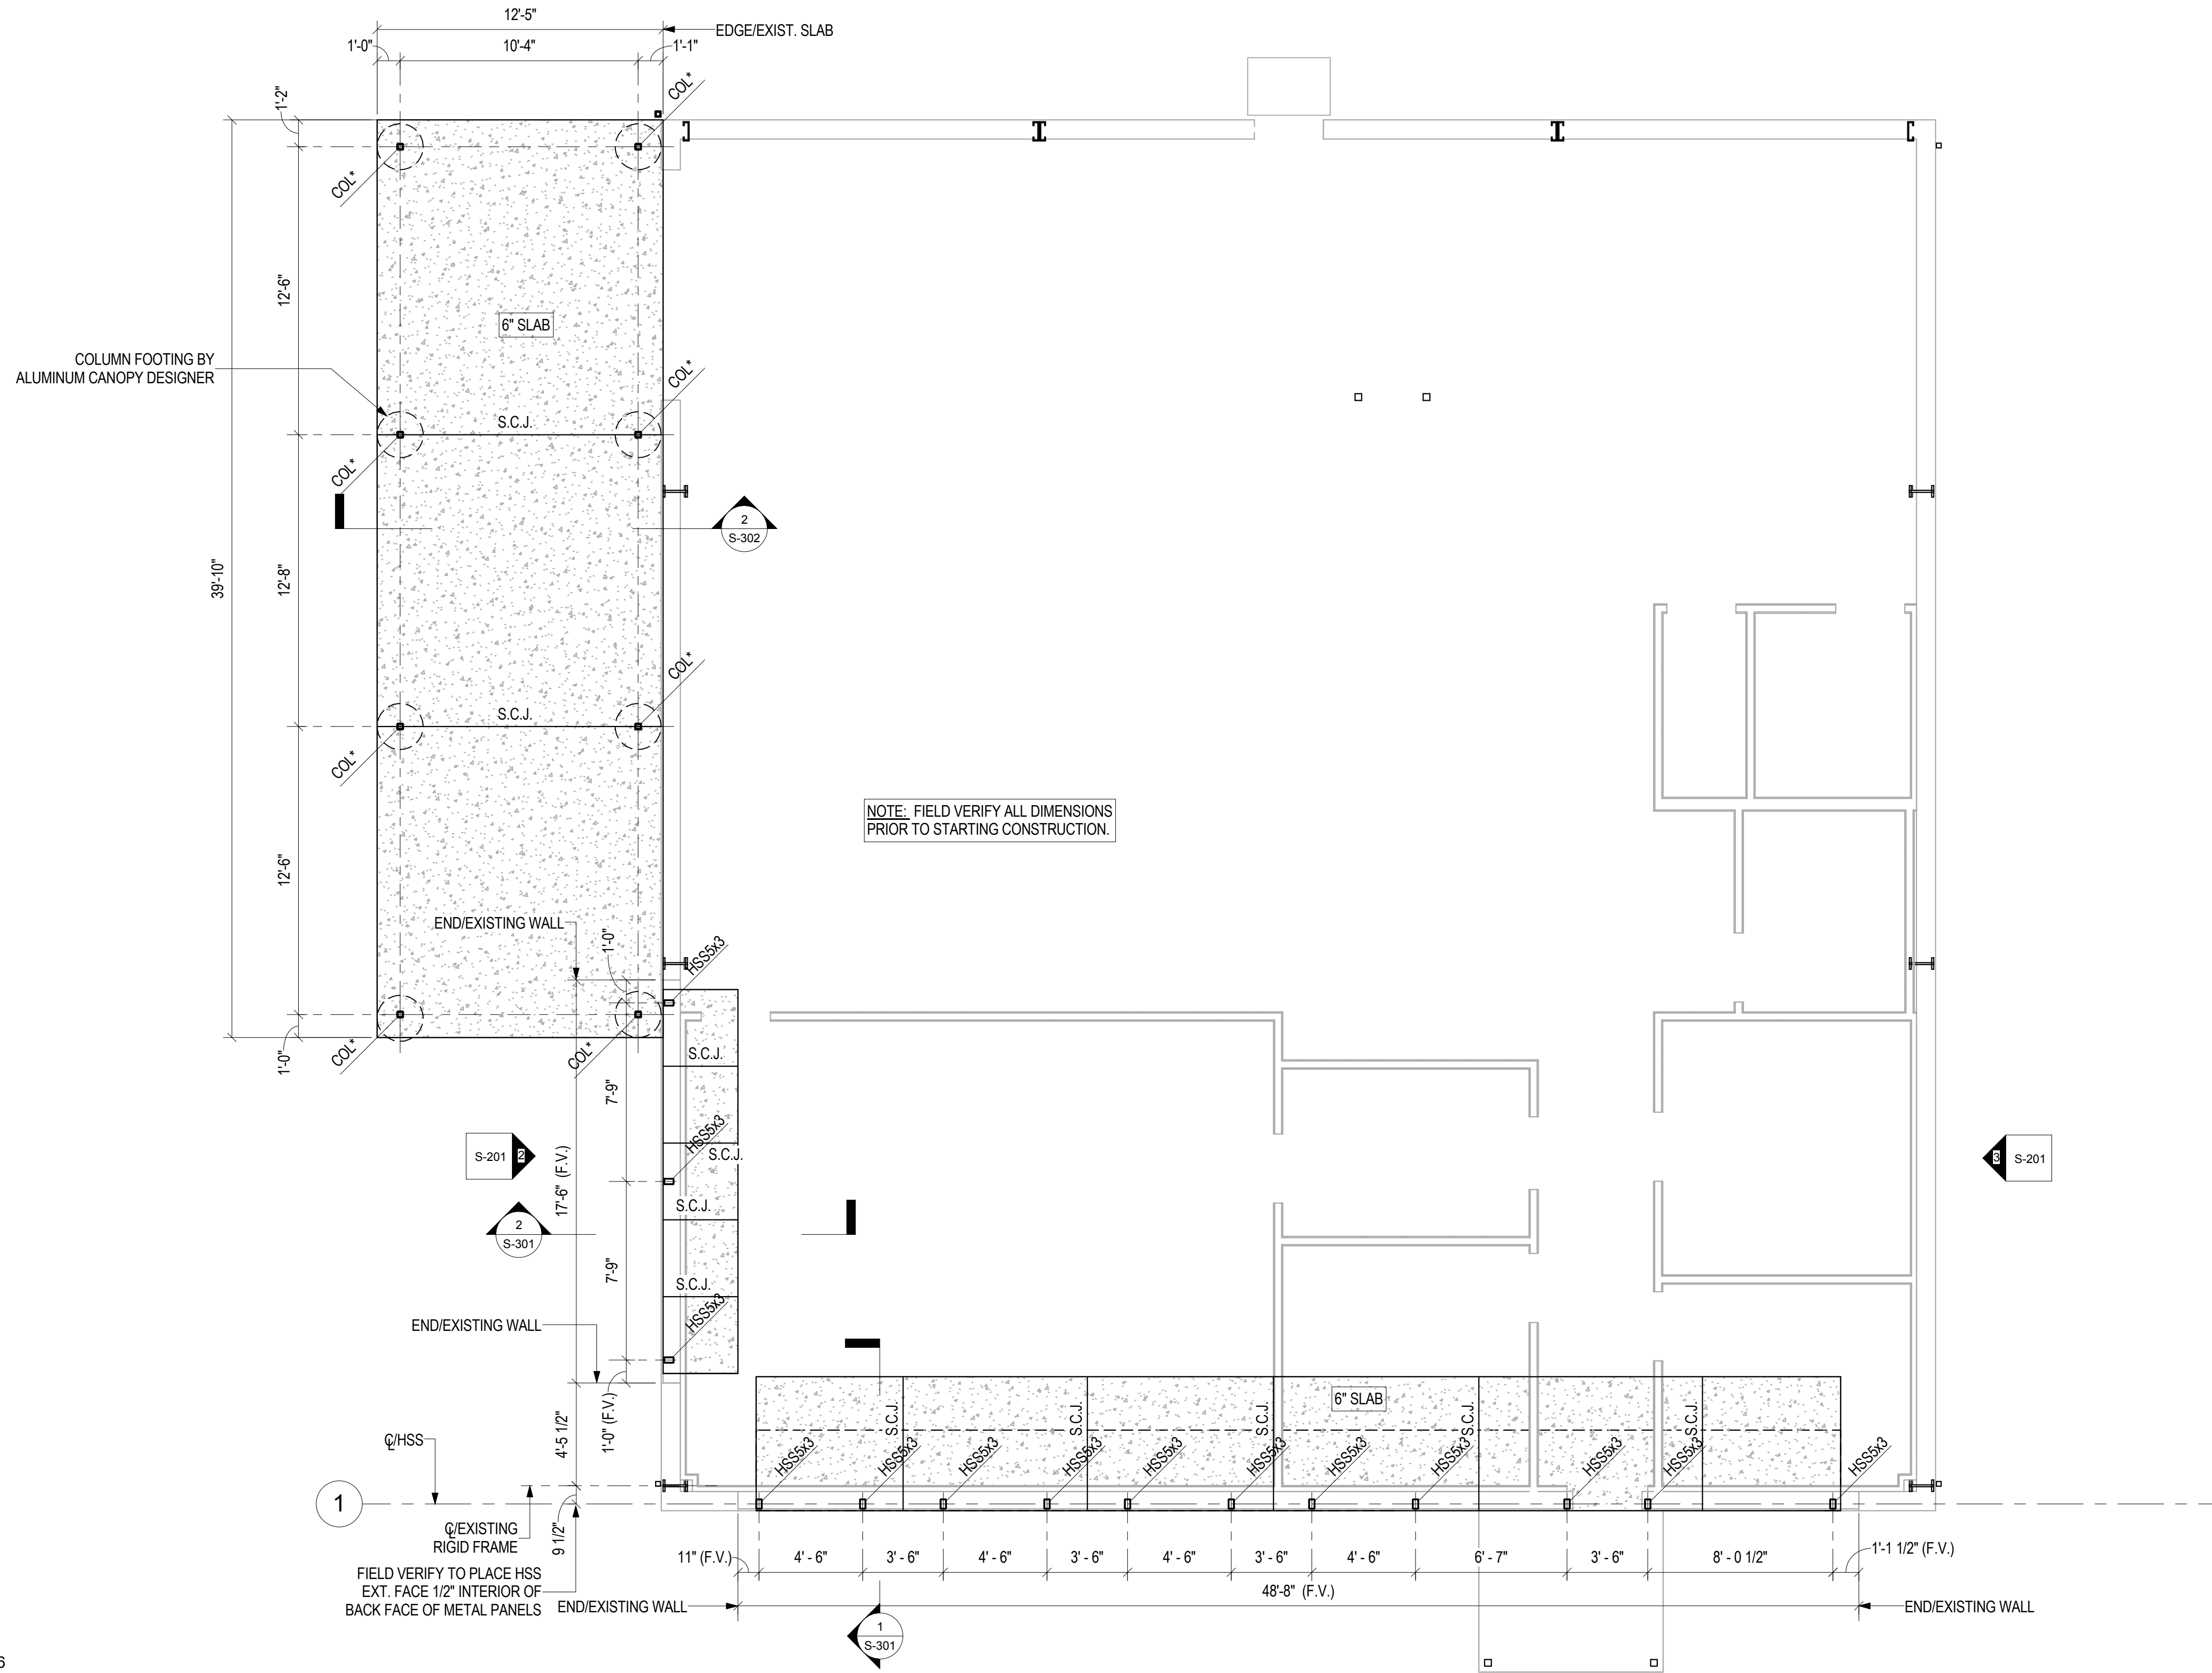 12'-5"
EDGE/EXIST. SLAB
1'-0"
10'-4"
1'-1"
COL*
1'-2"
COL*
12'-6"
6" SLAB
COLUMN FOOTING BY
ALUMINUM CANOPY DESIGNER
COL*
S.C.J.
COL*
2
S-302
39'-10"
12'-8"
COL*
S.C.J.
COL*
NOTE: FIELD VERIFY ALL DIMENSIONS
PRIOR TO STARTING CONSTRUCTION.
12'-6"
END/EXISTING WALL
1'-0"
HSS5x3
1'-0"
COL*
COL*
S.C.J.
7'-9"
HSS5x3
S.C.J.
S-201
2
3
S-201
17'-6" (F.V.)
S.C.J.
2
S-301
7'-9"
S.C.J.
HSS5x3
END/EXISTING WALL
6" SLAB
1'-0" (F.V.)
4'-5 1/2"
S.C.J.
S.C.J.
S.C.J.
S.C.J.
S.C.J.
℄/HSS
HSS5x3
HSS5x3
HSS5x3
HSS5x3
HSS5x3
HSS5x3
HSS5x3
HSS5x3
HSS5x3
HSS5x3
HSS5x3
1
℄/EXISTING
RIGID FRAME
9 1/2"
11" (F.V.)
4' - 6"
3' - 6"
4' - 6"
3' - 6"
4' - 6"
3' - 6"
4' - 6"
6' - 7"
3' - 6"
8' - 0 1/2"
1'-1 1/2" (F.V.)
FIELD VERIFY TO PLACE HSS
EXT. FACE 1/2" INTERIOR OF
BACK FACE OF METAL PANELS
48'-8" (F.V.)
END/EXISTING WALL
END/EXISTING WALL
1
S-301
6